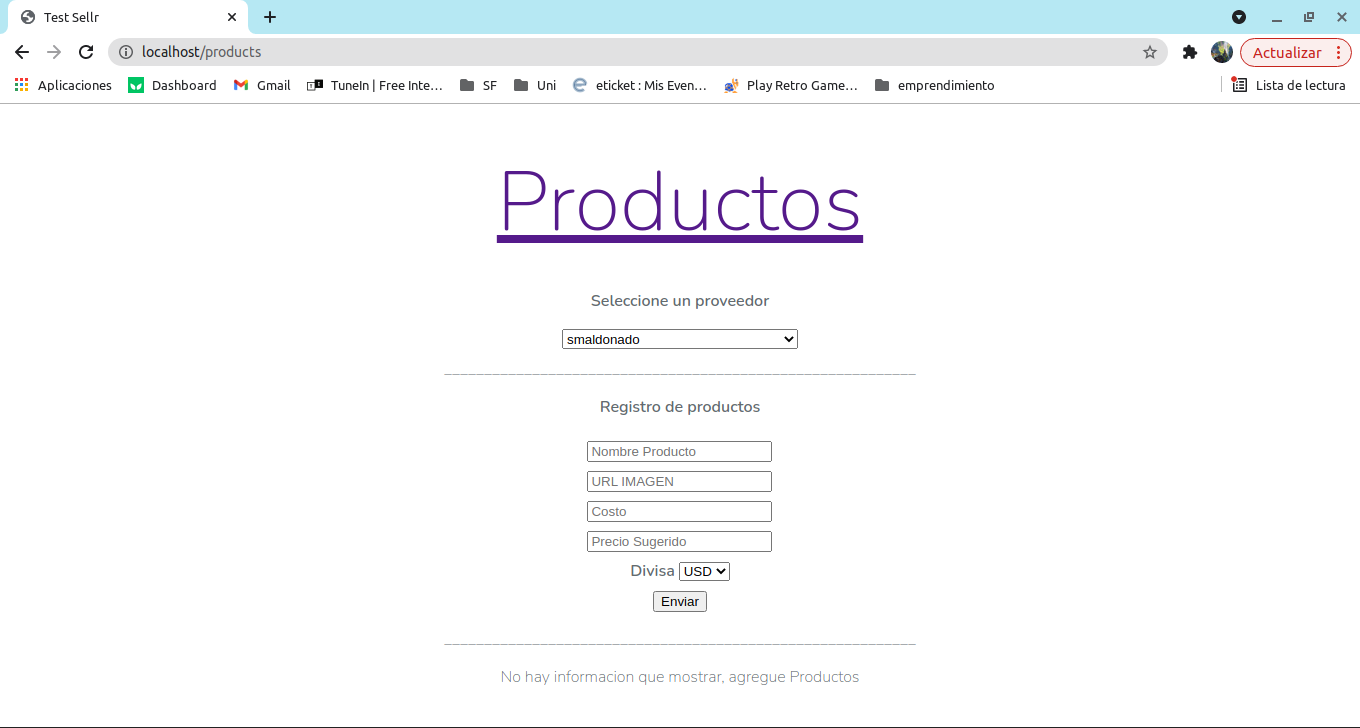 Test Sellr
localhost/products
Actualizar
Aplicaciones Dashboard Gmail TuneIn | Free Inte… SF Uni eticket : Mis Even… Play Retro Game… emprendimiento Lista de lectura
Productos
Seleccione un proveedor
smaldonado
Registro de productos
Nombre Producto
URL IMAGEN
Costo
Precio Sugerido
Divisa USD
Enviar
No hay informacion que mostrar, agregue Productos